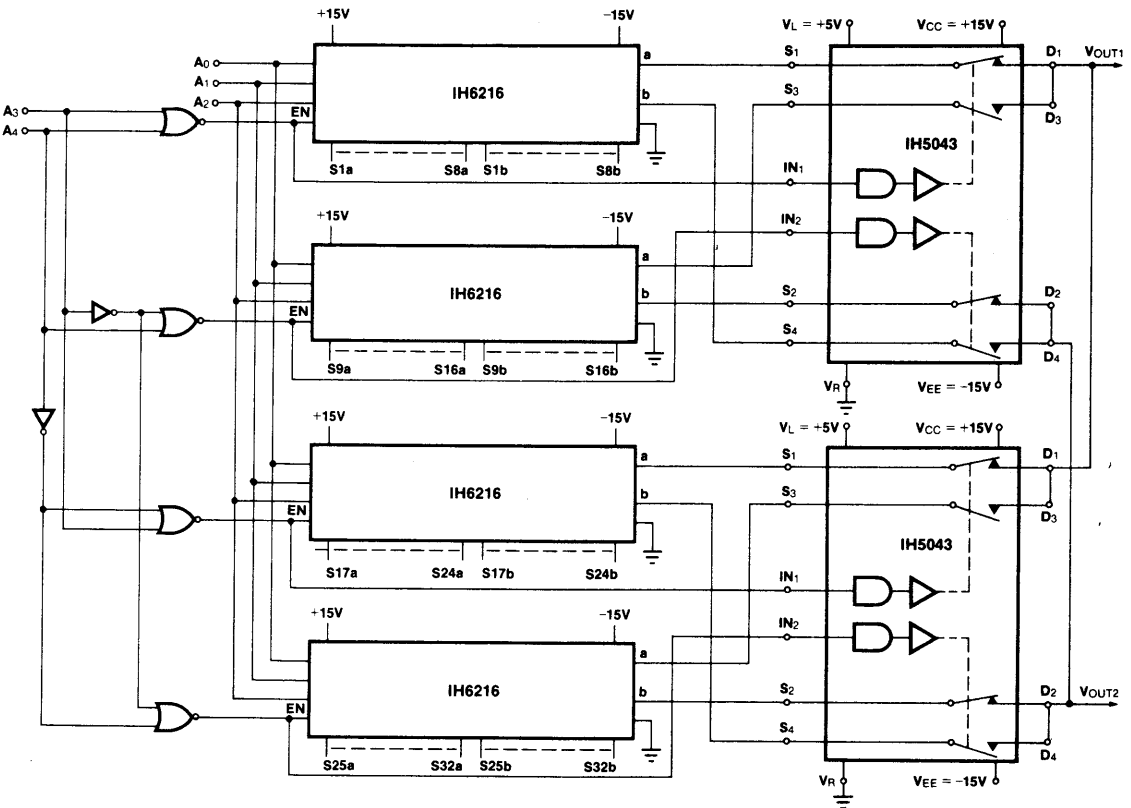 +15V
−15V
VL = +5V
VCC = +15V
A0
a
S1
D1
VOUT1
A1
IH6216
A2
b
S3
D3
A3
EN
A4
IH5043
S1a
S8a
S1b
S8b
IN1
+15V
−15V
IN2
a
IH6216
b
S2
D2
EN
S4
D4
S9a
S16a
S9b
S16b
VR
VEE = −15V
+15V
−15V
VL = +5V
VCC = +15V
a
S1
D1
IH6216
b
S3
D3
EN
IH5043
S17a
S24a
S17b
S24b
IN1
+15V
−15V
IN2
a
IH6216
b
S2
D2
VOUT2
EN
S4
D4
S25a
S32a
S25b
S32b
VR
VEE = −15V